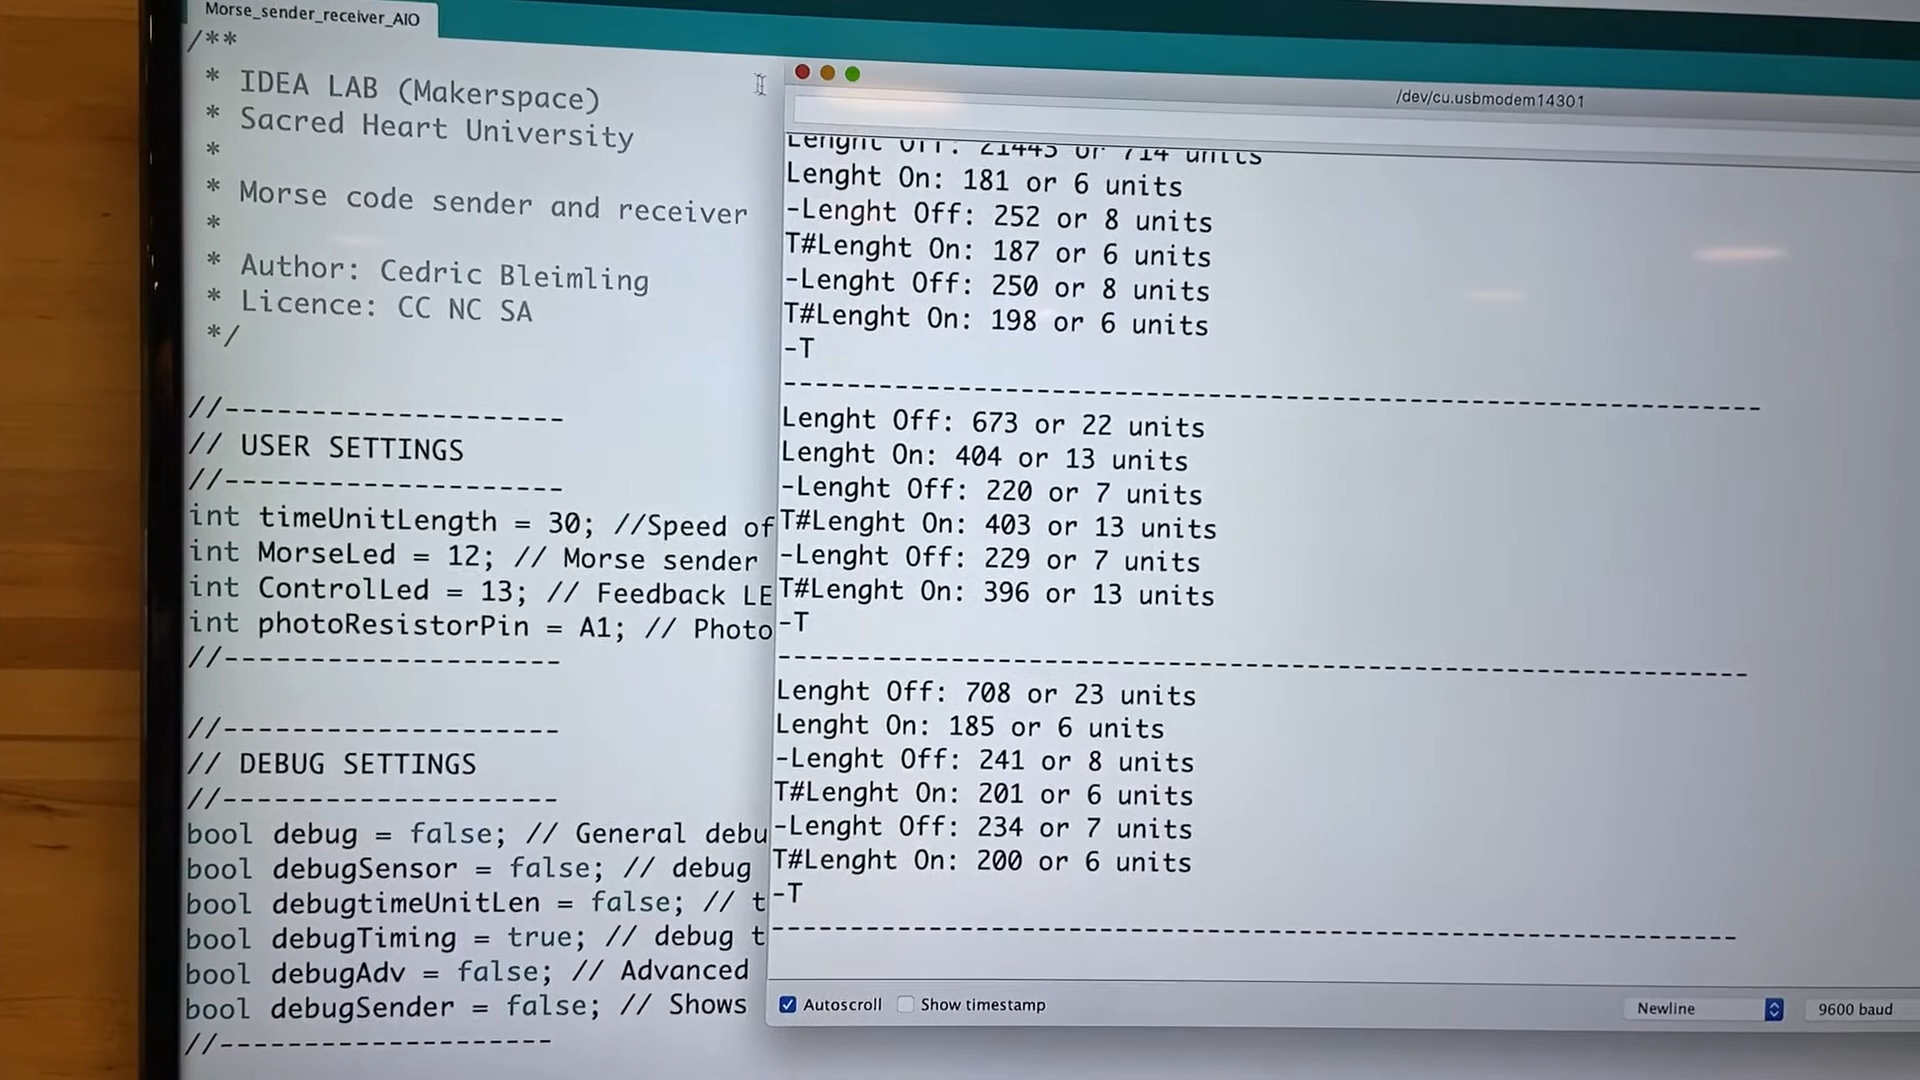 Morse_sender_receiver_AIO
/**
* IDEA LAB (Makerspace)
* Sacred Heart University
*
* Morse code sender and receiver
*
* Author: Cedric Bleimling
* Licence: CC NC SA
*/
//--------------------
// USER SETTINGS
//--------------------
int timeUnitLength = 30; //Speed of
int MorseLed = 12; // Morse sender
int ControlLed = 13; // Feedback LE
int photoResistorPin = A1; // Photo
//--------------------
//--------------------
// DEBUG SETTINGS
//--------------------
bool debug = false; // General debu
bool debugSensor = false; // debug
bool debugtimeUnitLen = false; // t
bool debugTiming = true; // debug t
bool debugAdv = false; // Advanced
bool debugSender = false; // Shows
//--------------------
/dev/cu.usbmodem14301
Lenght Off: 21445 or 714 units
Lenght On: 181 or 6 units
-Lenght Off: 252 or 8 units
T#Lenght On: 187 or 6 units
-Lenght Off: 250 or 8 units
T#Lenght On: 198 or 6 units
-T
--------------------------------------------------------------------------
Lenght Off: 673 or 22 units
Lenght On: 404 or 13 units
-Lenght Off: 220 or 7 units
T#Lenght On: 403 or 13 units
-Lenght Off: 229 or 7 units
T#Lenght On: 396 or 13 units
-T
--------------------------------------------------------------------------
Lenght Off: 708 or 23 units
Lenght On: 185 or 6 units
-Lenght Off: 241 or 8 units
T#Lenght On: 201 or 6 units
-Lenght Off: 234 or 7 units
T#Lenght On: 200 or 6 units
-T
--------------------------------------------------------------------------
Autoscroll Show timestamp
Newline
9600 baud